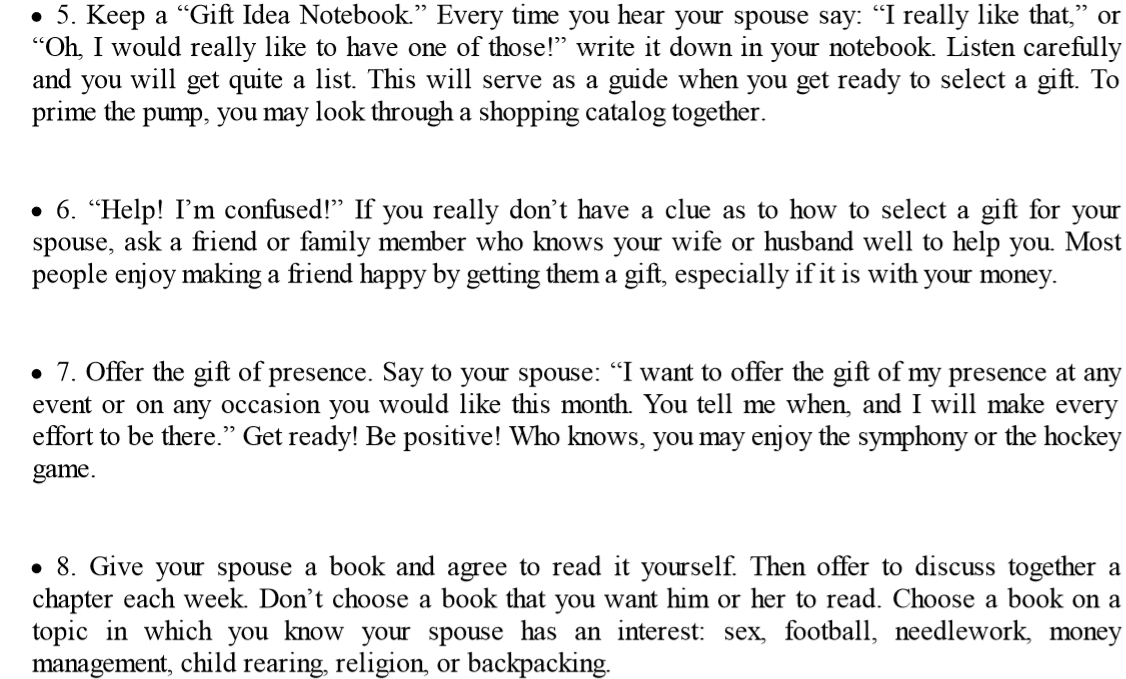 • 5. Keep a “Gift Idea Notebook.” Every time you hear your spouse say: “I really like that,” or
“Oh, I would really like to have one of those!” write it down in your notebook. Listen carefully
and you will get quite a list. This will serve as a guide when you get ready to select a gift. To
prime the pump, you may look through a shopping catalog together.
• 6. “Help! I’m confused!” If you really don’t have a clue as to how to select a gift for your
spouse, ask a friend or family member who knows your wife or husband well to help you. Most
people enjoy making a friend happy by getting them a gift, especially if it is with your money.
• 7. Offer the gift of presence. Say to your spouse: “I want to offer the gift of my presence at any
event or on any occasion you would like this month. You tell me when, and I will make every
effort to be there.” Get ready! Be positive! Who knows, you may enjoy the symphony or the hockey
game.
• 8. Give your spouse a book and agree to read it yourself. Then offer to discuss together a
chapter each week. Don’t choose a book that you want him or her to read. Choose a book on a
topic in which you know your spouse has an interest: sex, football, needlework, money
management, child rearing, religion, or backpacking.